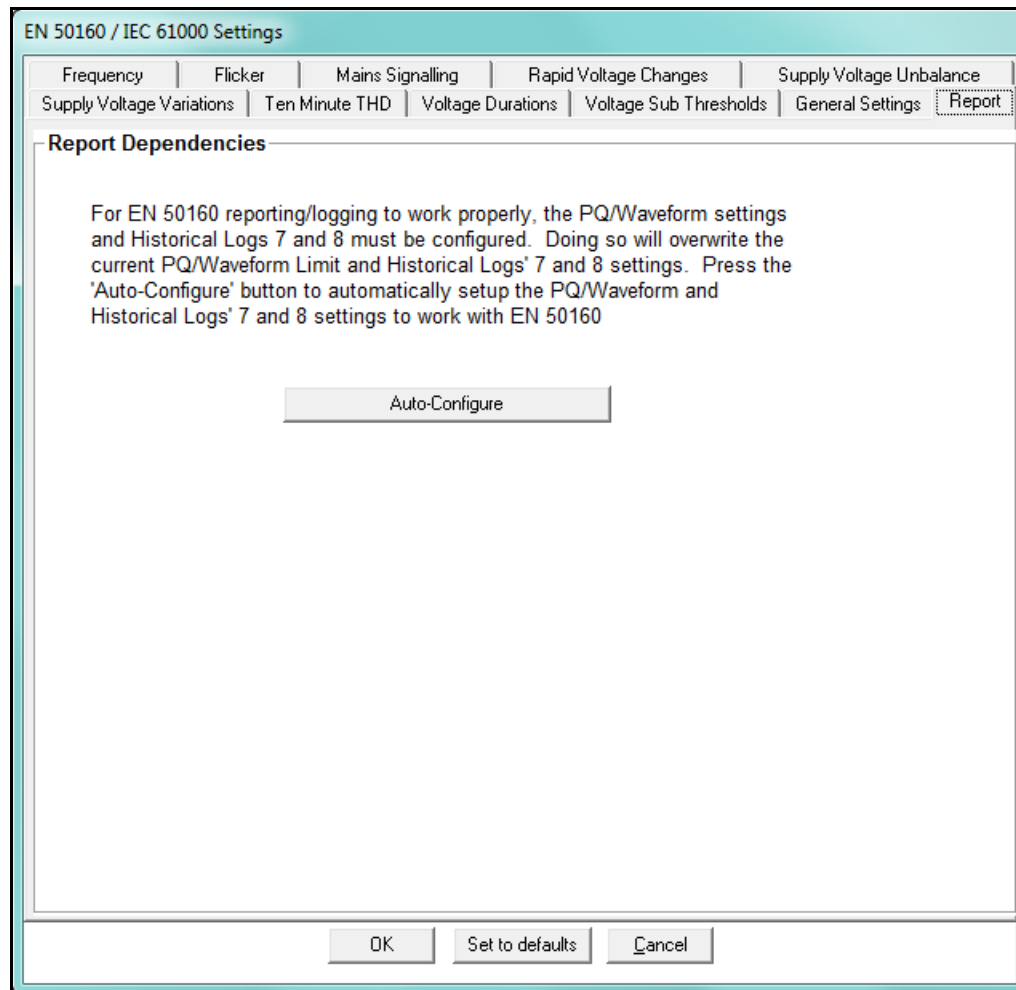 EN 50160 / IEC 61000 Settings
Frequency Flicker Mains Signalling Rapid Voltage Changes Supply Voltage Unbalance
Supply Voltage Variations Ten Minute THD Voltage Durations Voltage Sub Thresholds General Settings Report
Report Dependencies
For EN 50160 reporting/logging to work properly, the PQ/Waveform settings
and Historical Logs 7 and 8 must be configured.  Doing so will overwrite the
current PQ/Waveform Limit and Historical Logs' 7 and 8 settings.  Press the
'Auto-Configure' button to automatically setup the PQ/Waveform and
Historical Logs' 7 and 8 settings to work with EN 50160
Auto-Configure
OK Set to defaults Cancel